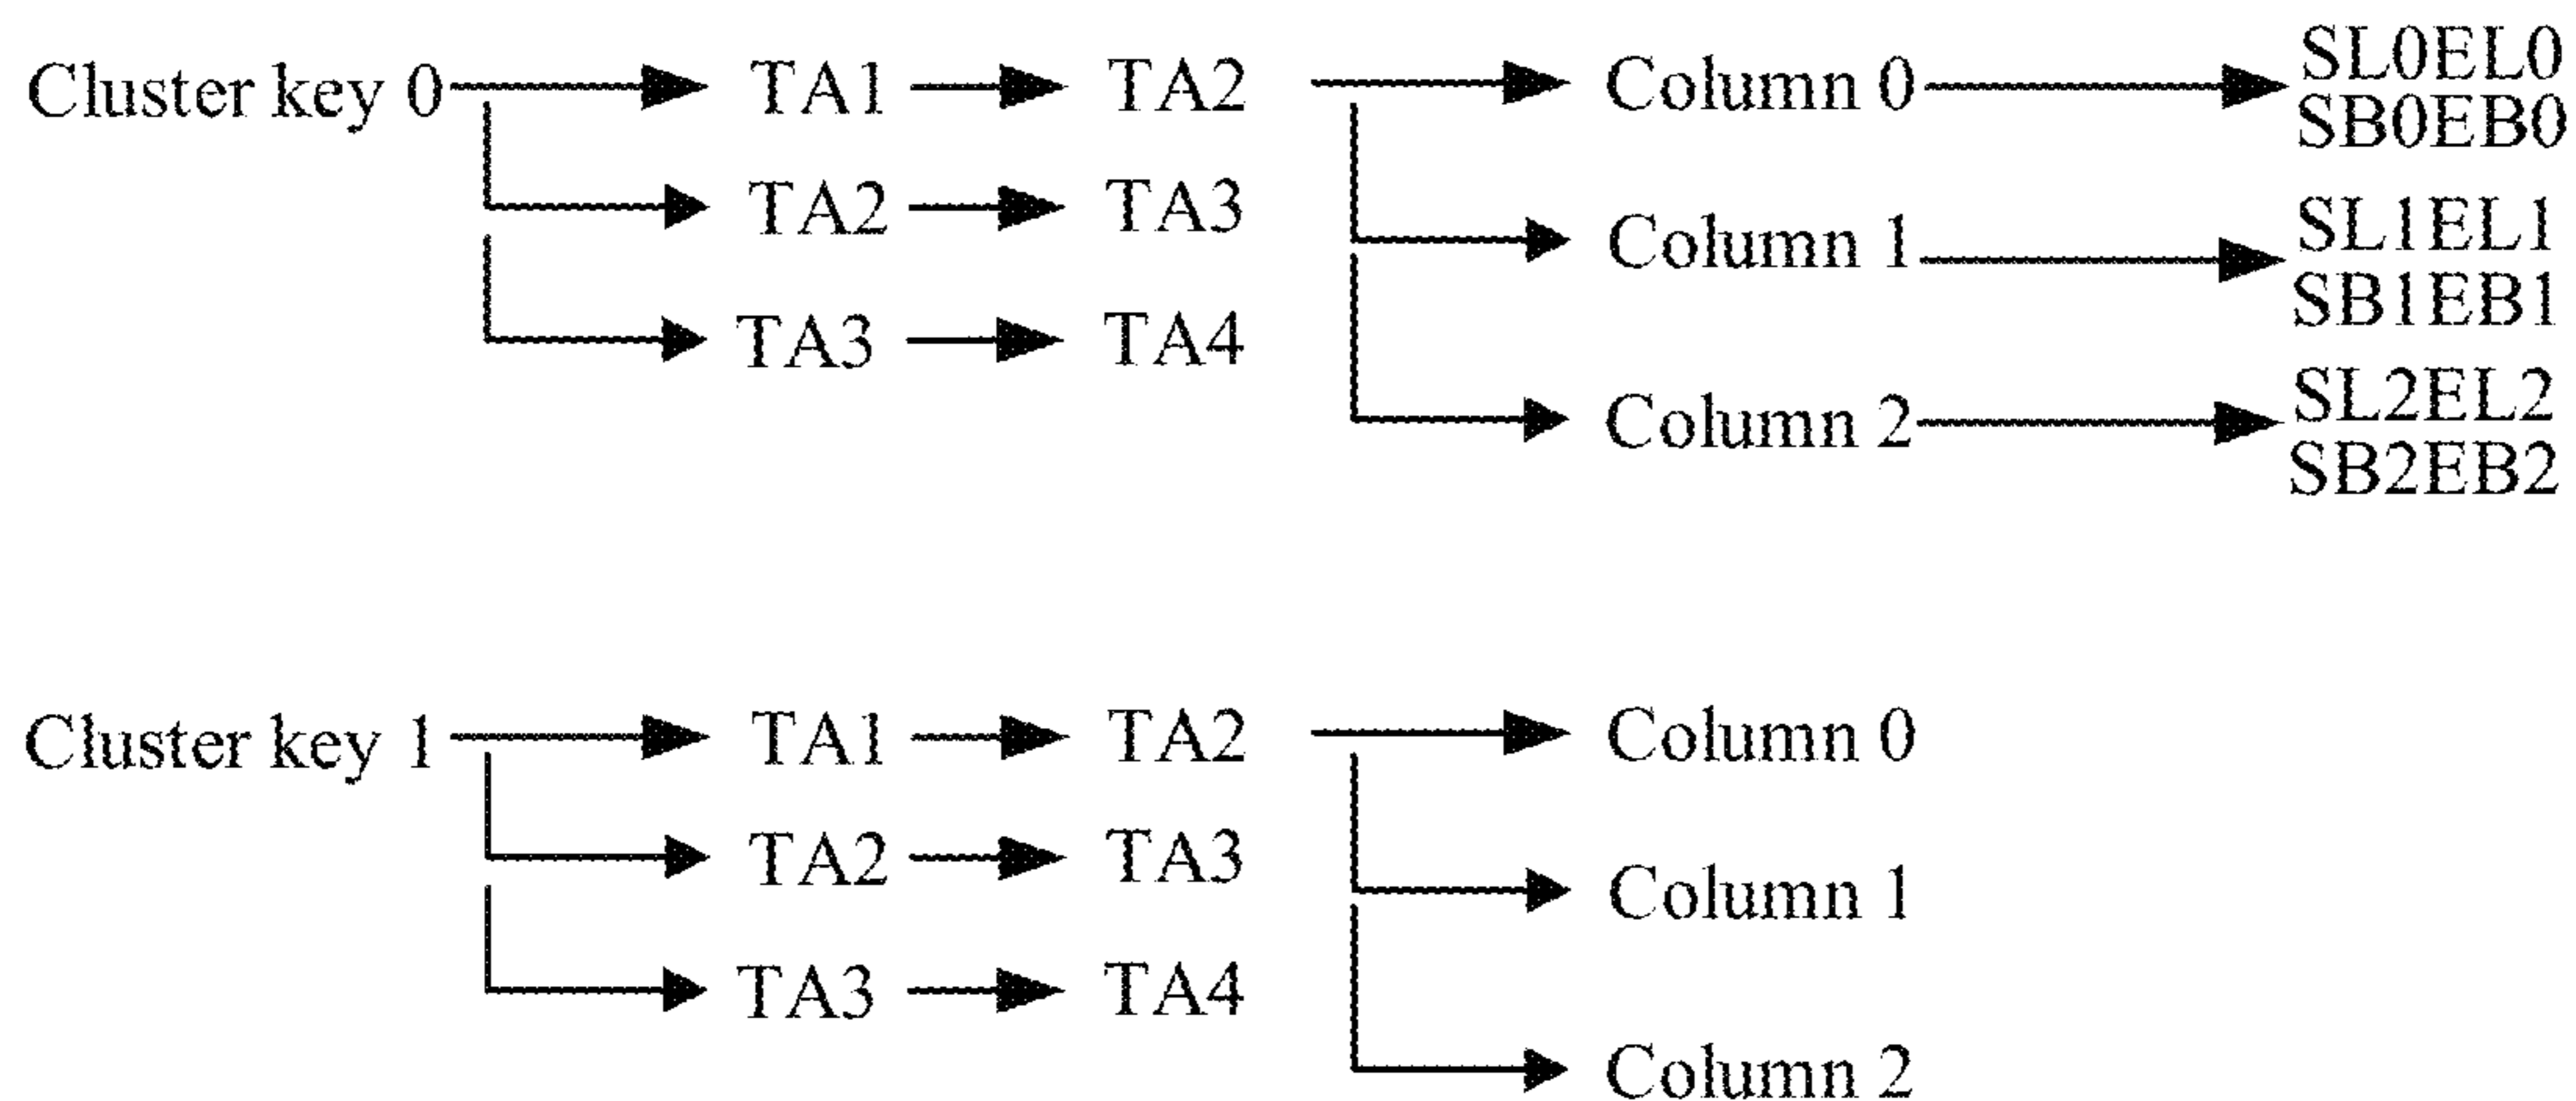 Cluster key 0 TA1 TA2 Column 0 SL0EL0
SB0EB0
TA2 TA3 Column 1 SL1EL1
SB1EB1
TA3 TA4 Column 2 SL2EL2
SB2EB2
Cluster key 1 TA1 TA2 Column 0
TA2 TA3 Column 1
TA3 TA4 Column 2